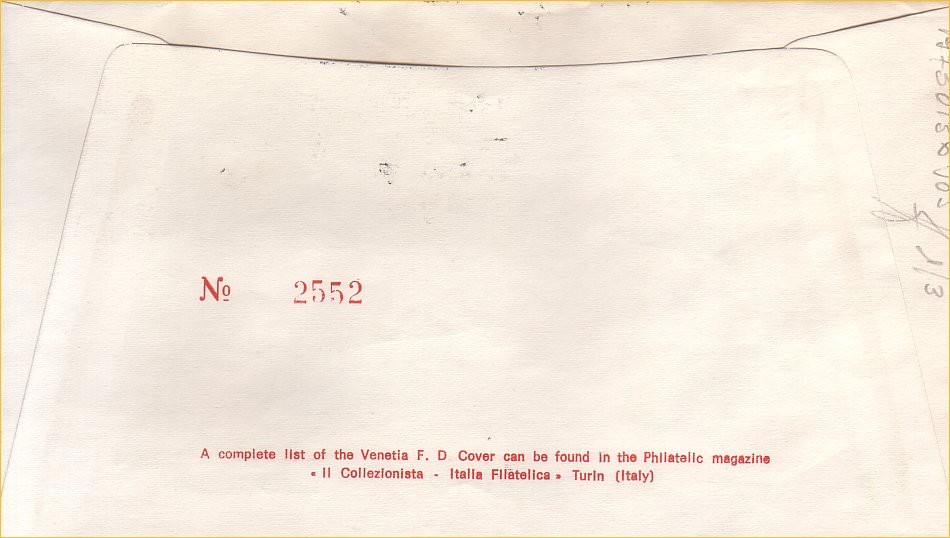 № 2552
A complete list of the Venetia F. D Cover can be found in the Philatelic magazine
« Il Collezionista - Italia Filatelica » Turin (Italy)